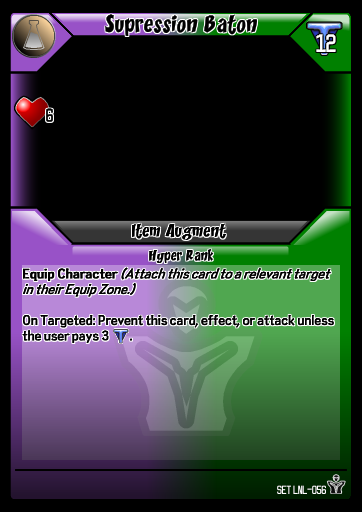 Supression Baton
12
6
Item Augment
Hyper Rank
Equip Character (Attach this card to a relevant target
in their Equip Zone.)
On Targeted: Prevent this card, effect, or attack unless
the user pays 3 .
SET LNL-056